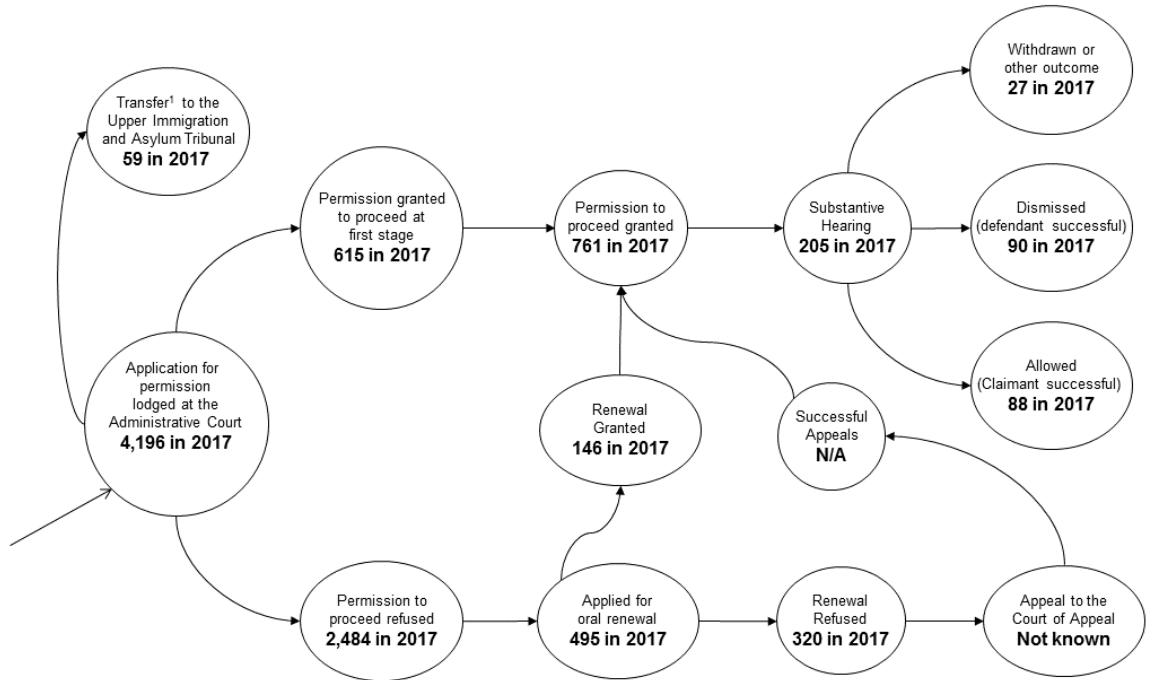 Withdrawn or
other outcome
27 in 2017
Transfer¹ to the
Upper Immigration
and Asylum Tribunal
59 in 2017
Permission granted
to proceed at
first stage
615 in 2017
Permission to
proceed granted
761 in 2017
Substantive
Hearing
205 in 2017
Dismissed
(defendant successful)
90 in 2017
Application for
permission
lodged at the
Administrative Court
4,196 in 2017
Allowed
(Claimant successful)
88 in 2017
Renewal
Granted
146 in 2017
Successful
Appeals
N/A
Permission to
proceed refused
2,484 in 2017
Applied for
oral renewal
495 in 2017
Renewal
Refused
320 in 2017
Appeal to the
Court of Appeal
Not known